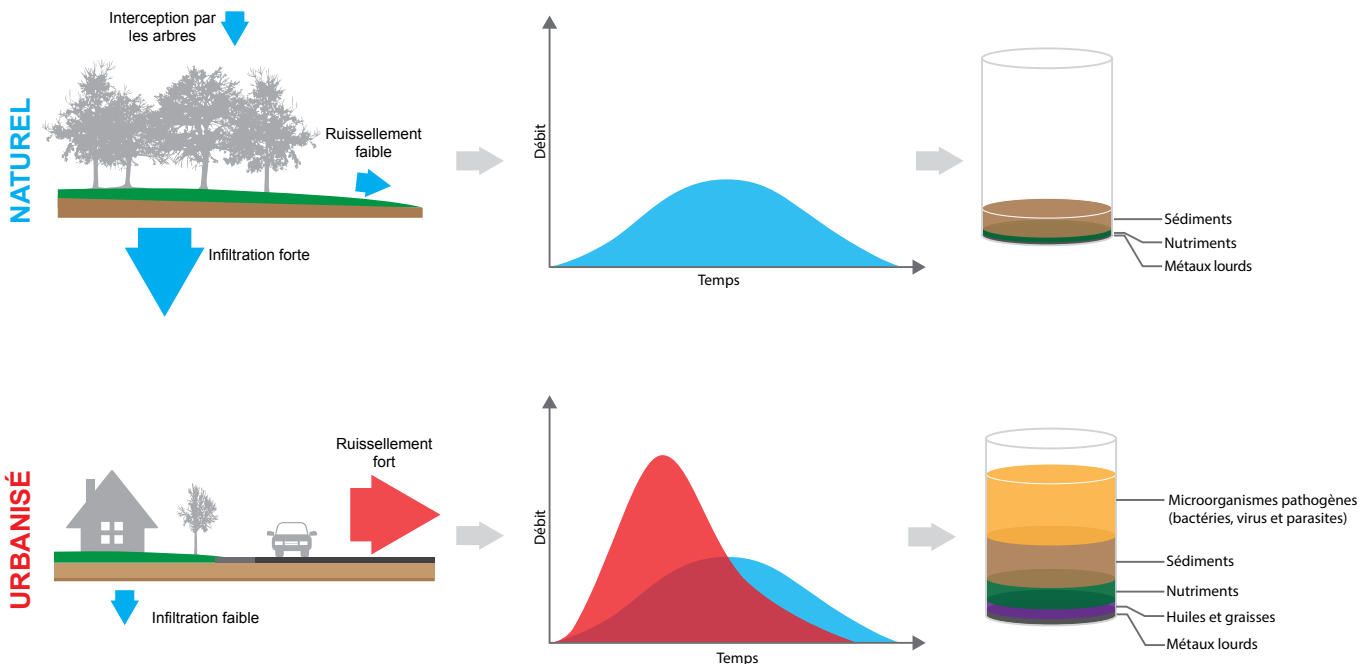 Interception par
les arbres
NATUREL
Ruissellement
faible
Infiltration forte
Débit
Temps
Sédiments
Nutriments
Métaux lourds
URBANISÉ
Ruissellement
fort
Infiltration faible
Débit
Temps
Microorganismes pathogènes
(bactéries, virus et parasites)
Sédiments
Nutriments
Huiles et graisses
Métaux lourds